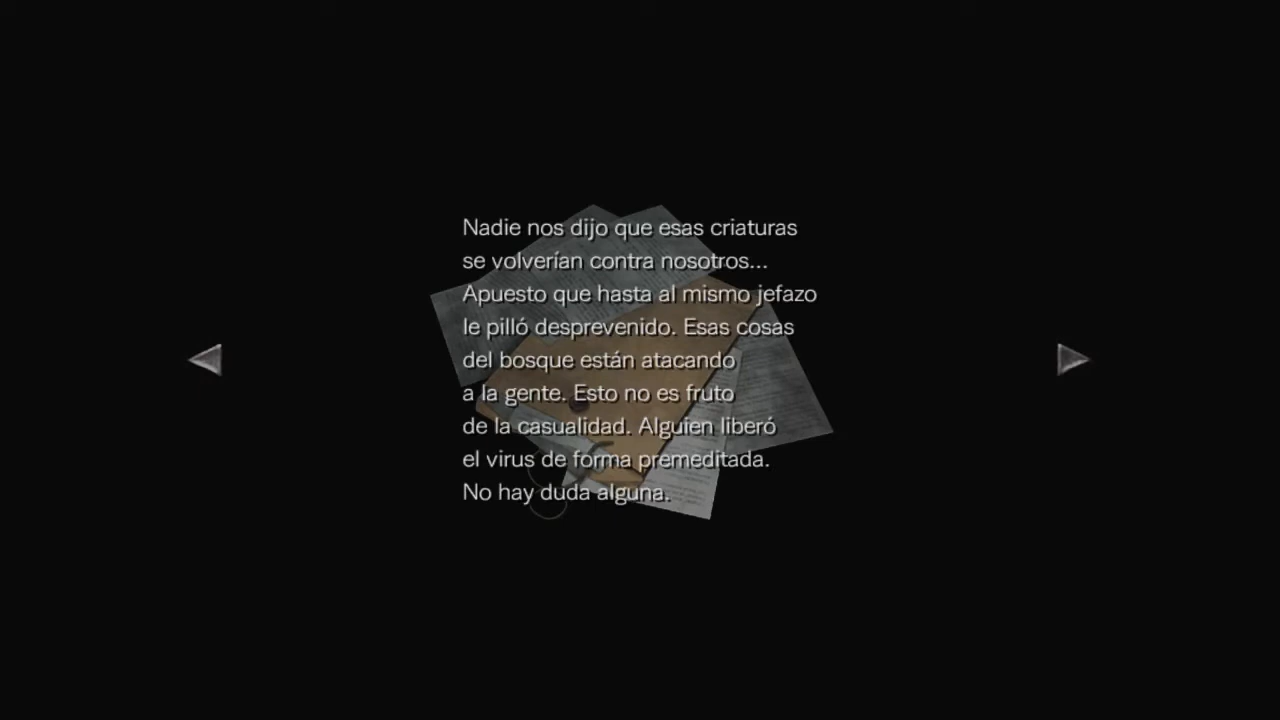 Nadie nos dijo que esas criaturas
se volverían contra nosotros...
Apuesto que hasta al mismo jefazo
le pilló desprevenido. Esas cosas
del bosque están atacando
a la gente. Esto no es fruto
de la casualidad. Alguien liberó
el virus de forma premeditada.
No hay duda alguna.